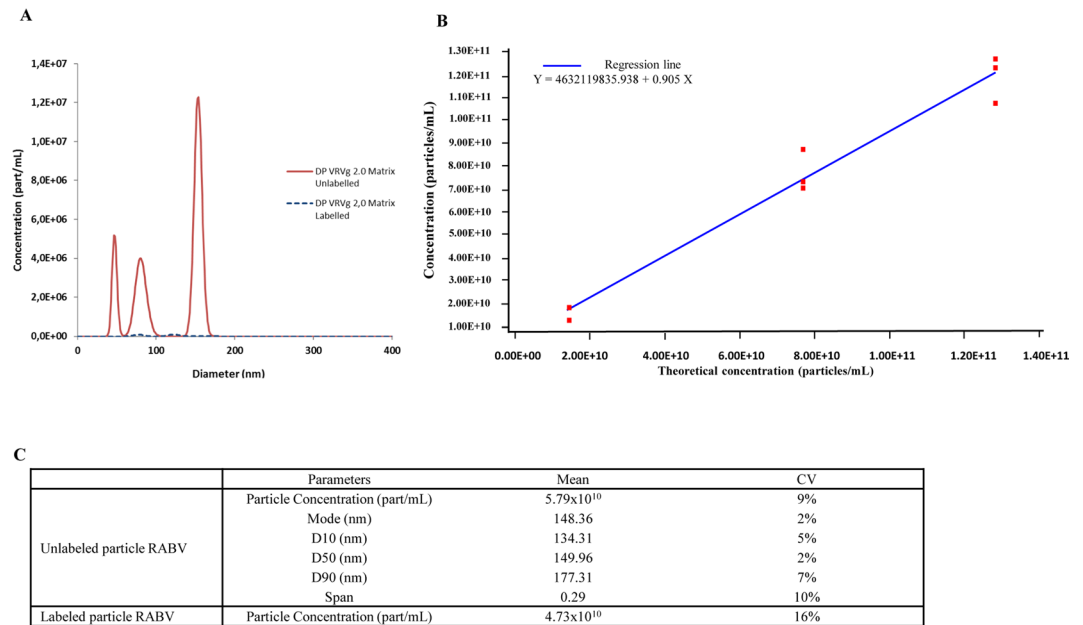 A
1,4E+07
1,2E+07
1,0E+07
8,0E+06
6,0E+06
4,0E+06
2,0E+06
0,0E+00
Concentration (part/mL)
0 100 200 300 400
Diameter (nm)
DP VRVg 2.0 Matrix
Unlabelled
DP VRVg 2,0 Matrix
Labelled
B
1.30E+11
1.20E+11
1.10E+11
1.00E+11
9.00E+10
8.00E+10
7.00E+10
6.00E+10
5.00E+10
4.00E+10
3.00E+10
2.00E+10
1.00E+10
Concentration (particles/mL)
Regression line
Y = 4632119835.938 + 0.905 X
0.00E+00 2.00E+10 4.00E+10 6.00E+10 8.00E+10 1.00E+11 1.20E+11 1.40E+11
Theoretical concentration (particles/mL)
C
Parameters Mean CV
Unlabeled particle RABV
Particle Concentration (part/mL) 5.79x10¹⁰ 9%
Mode (nm) 148.36 2%
D10 (nm) 134.31 5%
D50 (nm) 149.96 2%
D90 (nm) 177.31 7%
Span 0.29 10%
Labeled particle RABV Particle Concentration (part/mL) 4.73x10¹⁰ 16%